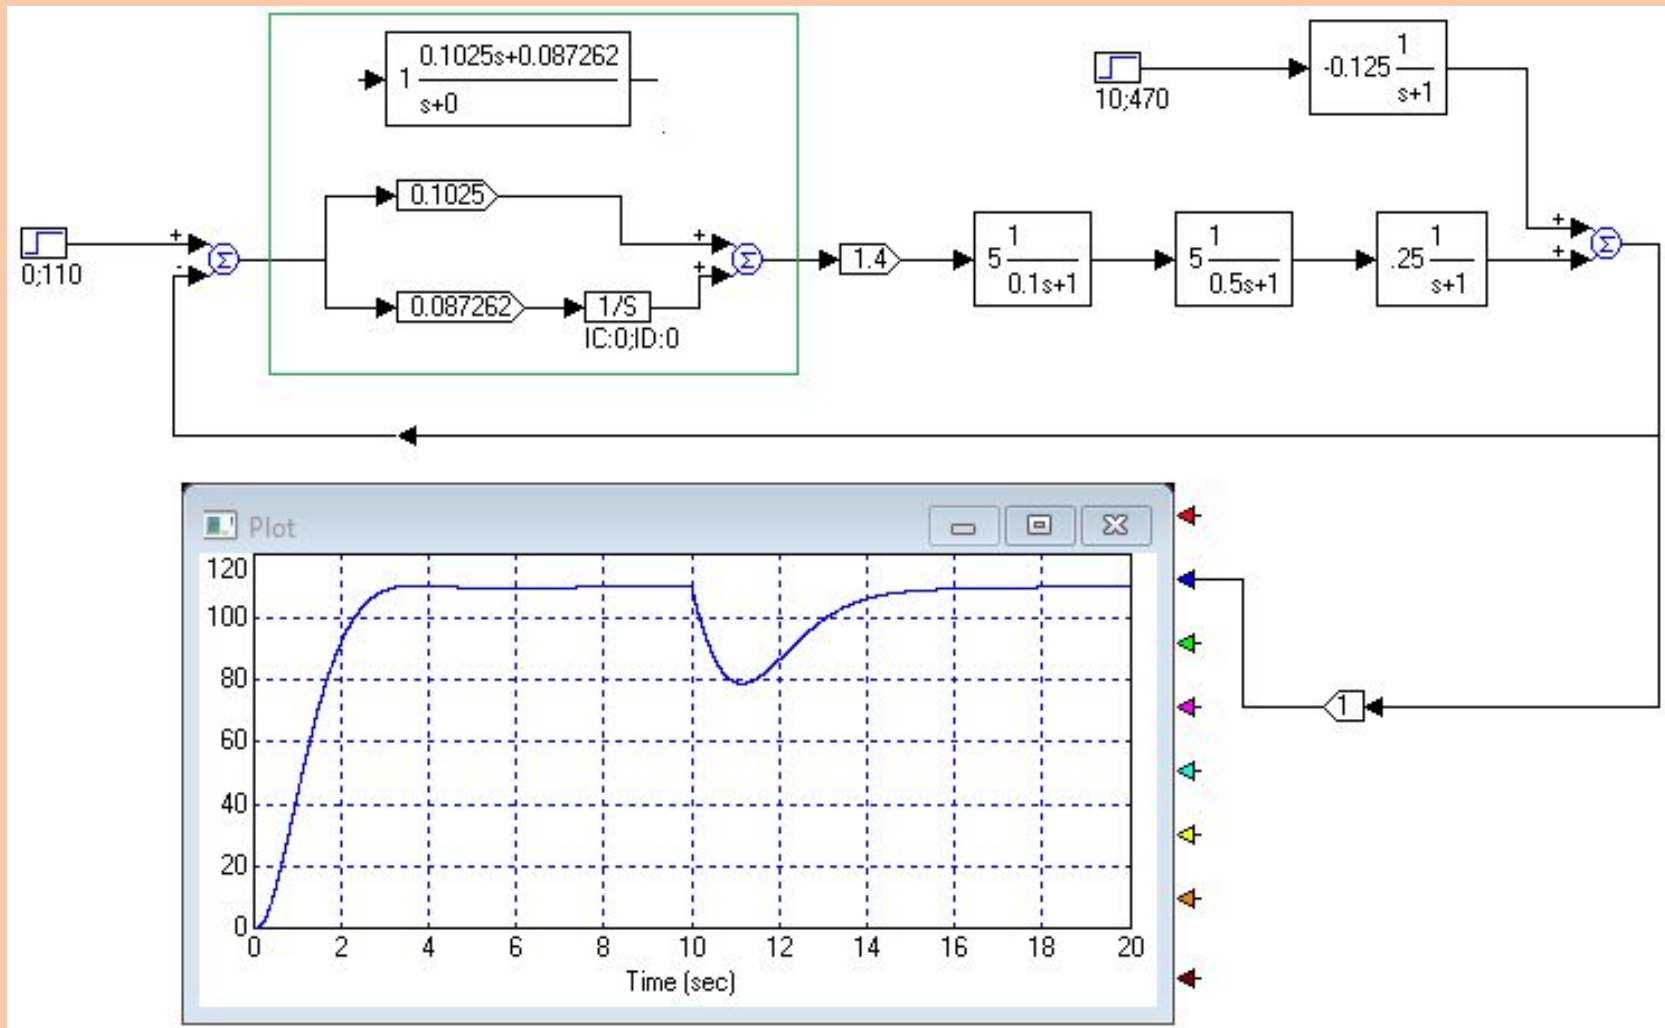 0.1025s+0.087262
1
s+0
1
-0.125
s+1
10;470
0.1025
+
-
Σ
0;110
+
+
Σ
1.4
1
5
0.1s+1
1
5
0.5s+1
1
.25
s+1
+
+
Σ
0.087262
1/S
IC:0;ID:0
Plot
120
100
80
60
40
20
0
0 2 4 6 8 10 12 14 16 18 20
Time (sec)
1